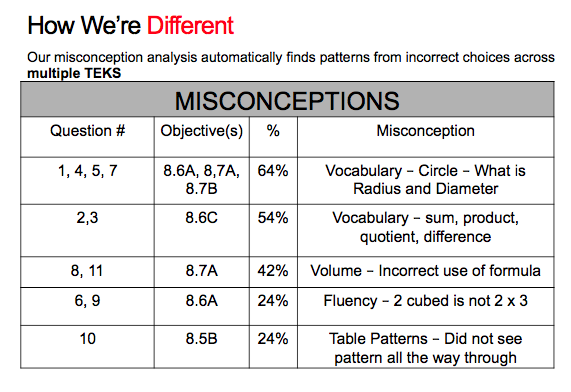 How We're Different
Our misconception analysis automatically finds patterns from incorrect choices across
multiple TEKS
MISCONCEPTIONS
Question # Objective(s) % Misconception
1, 4, 5, 7 8.6A, 8,7A, 64% Vocabulary – Circle – What is
8.7B Radius and Diameter
2,3 8.6C 54% Vocabulary – sum, product,
quotient, difference
8, 11 8.7A 42% Volume – Incorrect use of formula
6, 9 8.6A 24% Fluency – 2 cubed is not 2 x 3
10 8.5B 24% Table Patterns – Did not see
pattern all the way through